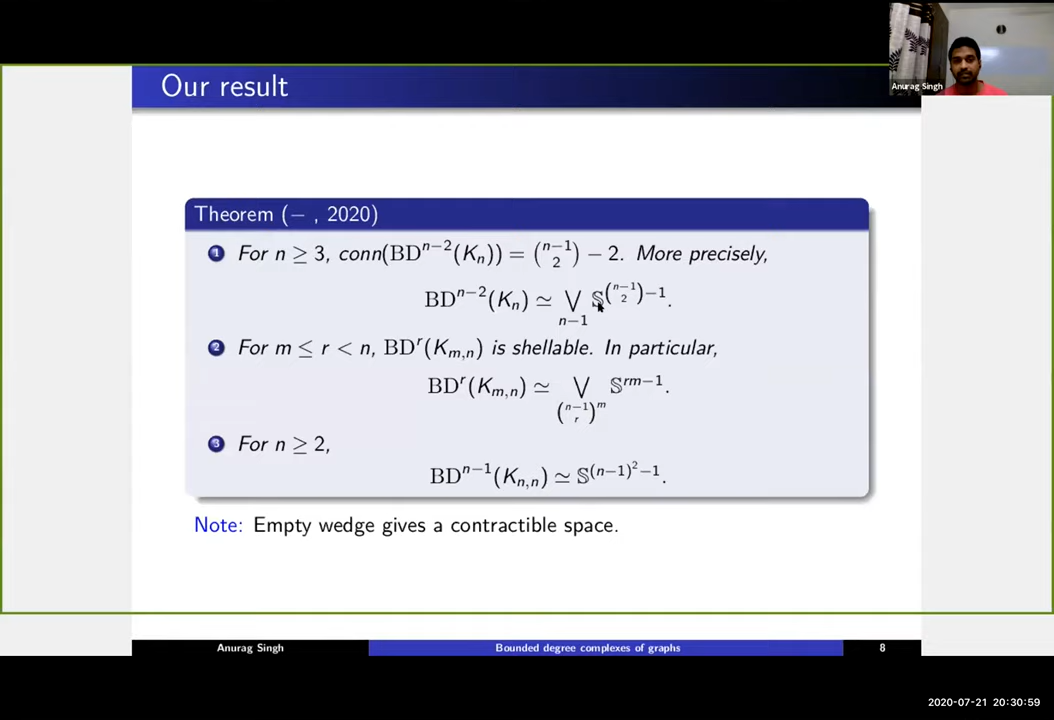 Our result
Anurag Singh
Theorem (− , 2020)
1 For n ≥ 3, conn(BD^{n−2}(K_n)) = \binom{n−1}{2} − 2. More precisely,
BD^{n−2}(K_n) ≃ ⋁_{n−1} 𝕊^{\binom{n−1}{2}−1}.
2 For m ≤ r < n, BD^r(K_{m,n}) is shellable. In particular,
BD^r(K_{m,n}) ≃ ⋁_{\binom{n−1}{r}^m} 𝕊^{rm−1}.
3 For n ≥ 2,
BD^{n−1}(K_{n,n}) ≃ 𝕊^{(n−1)^2−1}.
Note: Empty wedge gives a contractible space.
Anurag Singh Bounded degree complexes of graphs 8
2020-07-21 20:30:59